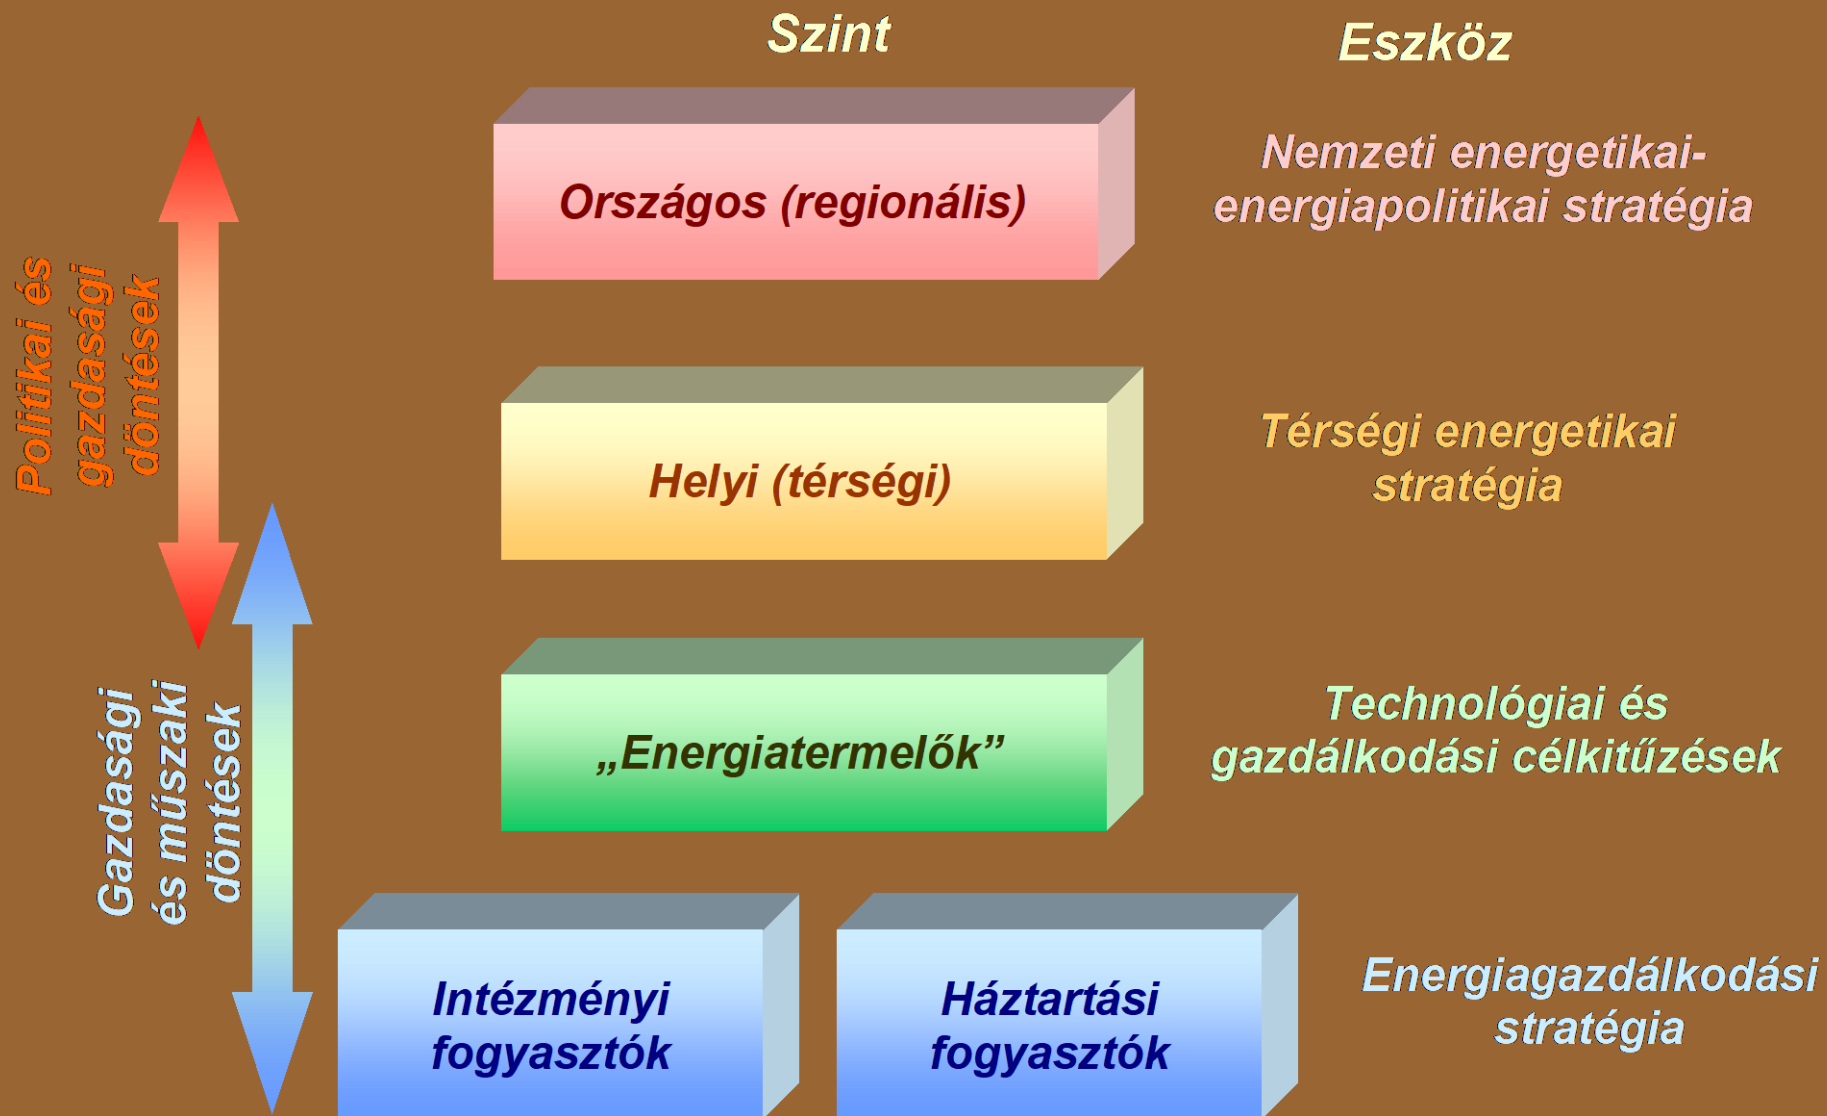 Szint
Eszköz
Országos (regionális)
Nemzeti energetikai-
energiapolitikai stratégia
Politikai és
gazdasági
döntések
Helyi (térségi)
Térségi energetikai
stratégia
„Energiatermelők”
Technológiai és
gazdálkodási célkitűzések
Gazdasági
és műszaki
döntések
Intézményi
fogyasztók
Háztartási
fogyasztók
Energiagazdálkodási
stratégia